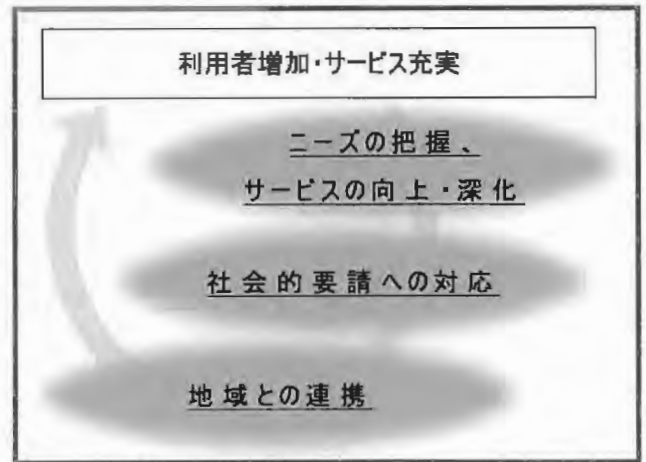 利用者増加・サービス充実
ニーズの把握、
サービスの向上・深化
社会的要請への対応
地域との連携